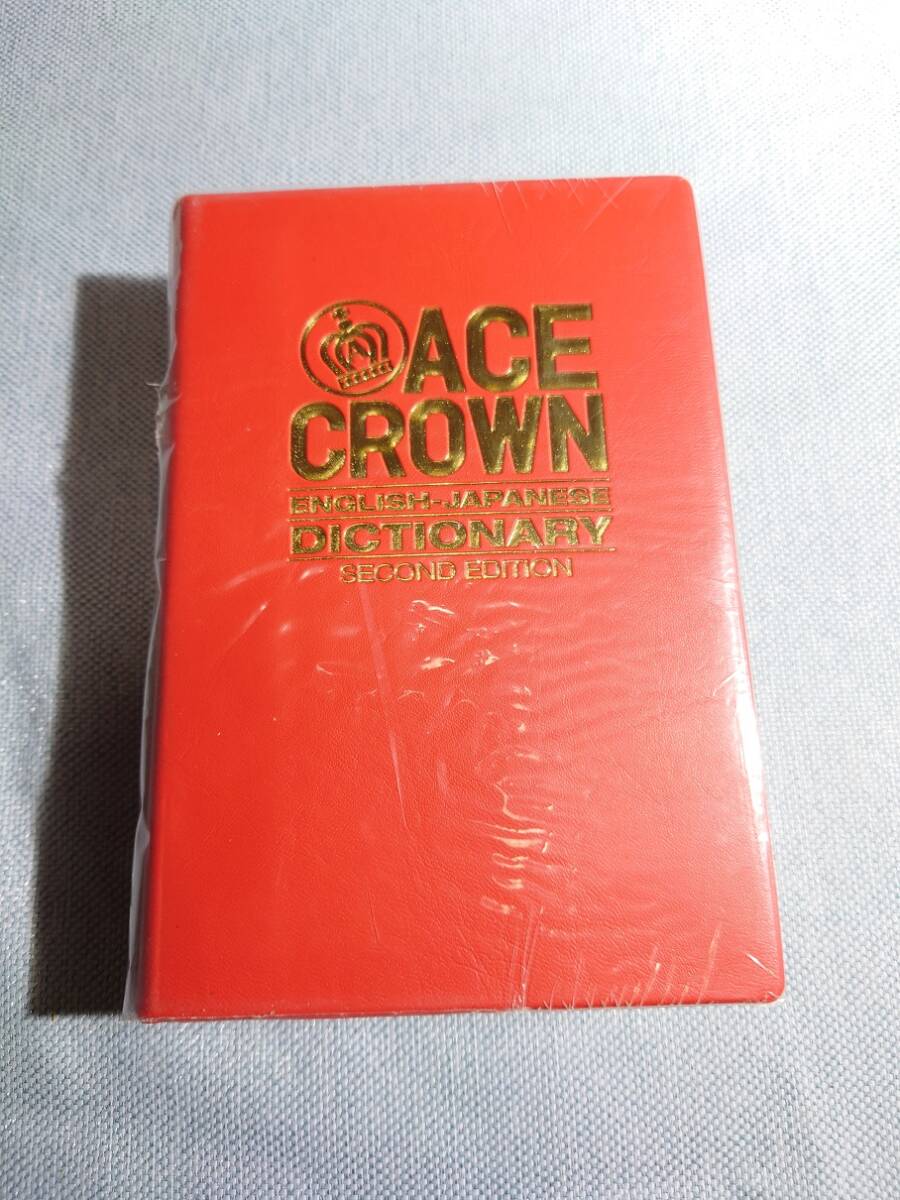 ACE
CROWN
ENGLISH-JAPANESE
DICTIONARY
SECOND EDITION